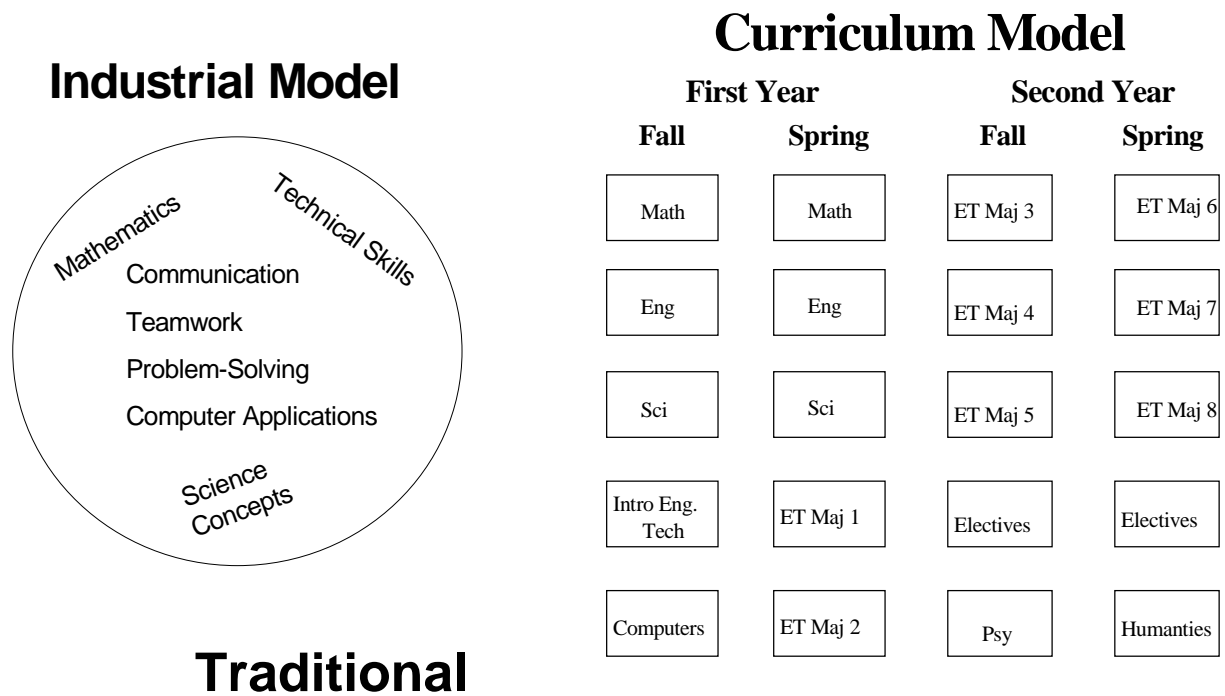 Industrial Model
Mathematics
Technical Skills
Communication
Teamwork
Problem-Solving
Computer Applications
Science
Concepts
Traditional
Curriculum Model
First Year Second Year
Fall Spring Fall Spring
Math Math ET Maj 3 ET Maj 6
Eng Eng ET Maj 4 ET Maj 7
Sci Sci ET Maj 5 ET Maj 8
Intro Eng.
Tech
ET Maj 1 Electives Electives
Computers ET Maj 2 Psy Humanties